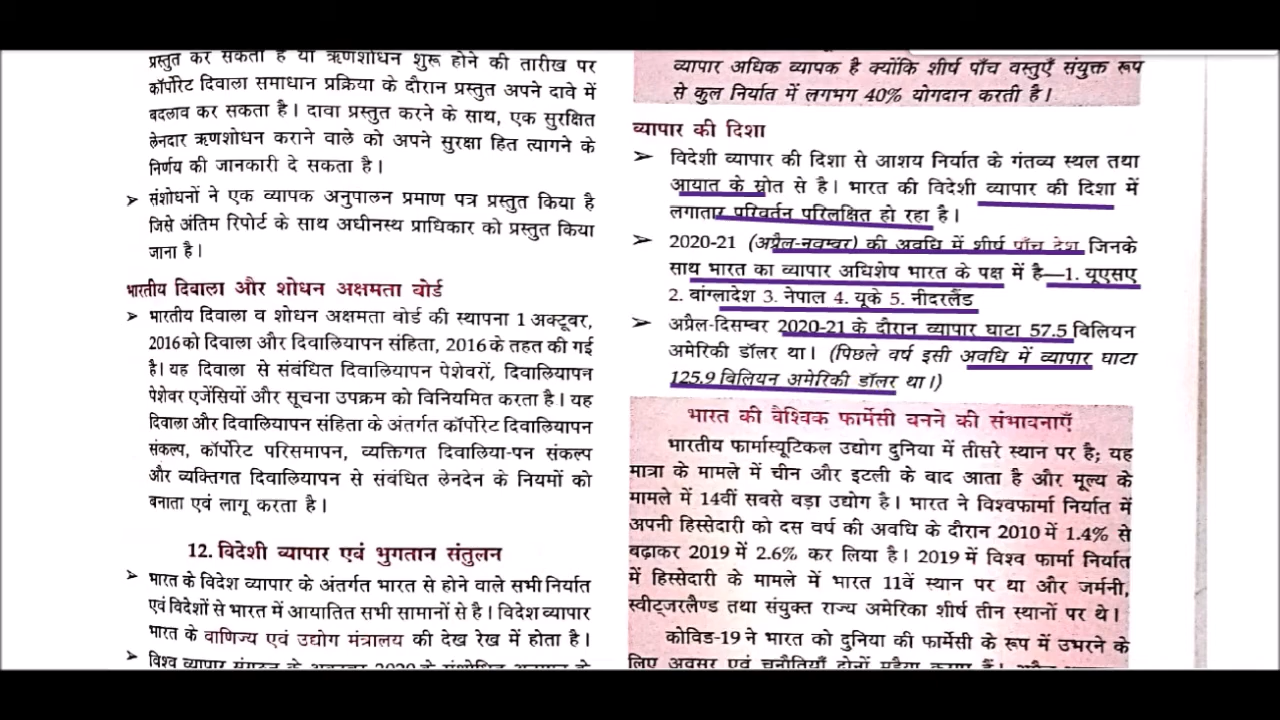 प्रस्तुत कर सकता है या ऋणशोधन शुरू होने की तारीख पर
कॉर्पोरेट दिवाला समाधान प्रक्रिया के दौरान प्रस्तुत अपने दावे में
बदलाव कर सकता है। दावा प्रस्तुत करने के साथ, एक सुरक्षित
लेनदार ऋणशोधन कराने वाले को अपने सुरक्षा हित त्यागने के
निर्णय की जानकारी दे सकता है।
➢ संशोधनों ने एक व्यापक अनुपालन प्रमाण पत्र प्रस्तुत किया है
जिसे अंतिम रिपोर्ट के साथ अधीनस्थ प्राधिकार को प्रस्तुत किया
जाना है।
भारतीय दिवाला और शोधन अक्षमता बोर्ड
➢ भारतीय दिवाला व शोधन अक्षमता बोर्ड की स्थापना 1 अक्टूबर,
2016 को दिवाला और दिवालियापन संहिता, 2016 के तहत की गई
है। यह दिवाला से संबंधित दिवालियापन पेशेवरों, दिवालियापन
पेशेवर एजेंसियों और सूचना उपक्रम को विनियमित करता है। यह
दिवाला और दिवालियापन संहिता के अंतर्गत कॉर्पोरेट दिवालियापन
संकल्प, कॉर्पोरेट परिसमापन, व्यक्तिगत दिवालिया-पन संकल्प
और व्यक्तिगत दिवालियापन से संबंधित लेनदेन के नियमों को
बनाता एवं लागू करता है।
12. विदेशी व्यापार एवं भुगतान संतुलन
➢ भारत के विदेश व्यापार के अंतर्गत भारत से होने वाले सभी निर्यात
एवं विदेशों से भारत में आयातित सभी सामानों से है। विदेश व्यापार
भारत के वाणिज्य एवं उद्योग मंत्रालय की देख रेख में होता है।
➢ विश्व व्यापार संगठन के अक्टूबर 2020 के
व्यापार अधिक व्यापक है क्योंकि शीर्ष पाँच वस्तुएँ संयुक्त रूप
से कुल निर्यात में लगभग 40% योगदान करती है।
व्यापार की दिशा
➢ विदेशी व्यापार की दिशा से आशय निर्यात के गंतव्य स्थल तथा
आयात के स्रोत से है। भारत की विदेशी व्यापार की दिशा में
लगातार परिवर्तन परिलक्षित हो रहा है।
➢ 2020-21 (अप्रैल-नवम्बर) की अवधि में शीर्ष पाँच देश जिनके
साथ भारत का व्यापार अधिशेष भारत के पक्ष में है—1. यूएसए
2. बांग्लादेश 3. नेपाल 4. यूके 5. नीदरलैंड
➢ अप्रैल-दिसम्बर 2020-21 के दौरान व्यापार घाटा 57.5 बिलियन
अमेरिकी डॉलर था। (पिछले वर्ष इसी अवधि में व्यापार घाटा
125.9 बिलियन अमेरिकी डॉलर था।)
भारत की वैश्विक फार्मेसी बनने की संभावनाएँ
भारतीय फार्मास्यूटिकल उद्योग दुनिया में तीसरे स्थान पर है; यह
मात्रा के मामले में चीन और इटली के बाद आता है और मूल्य के
मामले में 14वीं सबसे बड़ा उद्योग है। भारत ने विश्वफार्मा निर्यात में
अपनी हिस्सेदारी को दस वर्ष की अवधि के दौरान 2010 में 1.4% से
बढ़ाकर 2019 में 2.6% कर लिया है। 2019 में विश्व फार्मा निर्यात
में हिस्सेदारी के मामले में भारत 11वें स्थान पर था और जर्मनी,
स्वीट्जरलैण्ड तथा संयुक्त राज्य अमेरिका शीर्ष तीन स्थानों पर थे।
कोविड-19 ने भारत को दुनिया की फार्मेसी के रूप में उभरने के
लिए अवसर एवं चुनौतियाँ दोनों